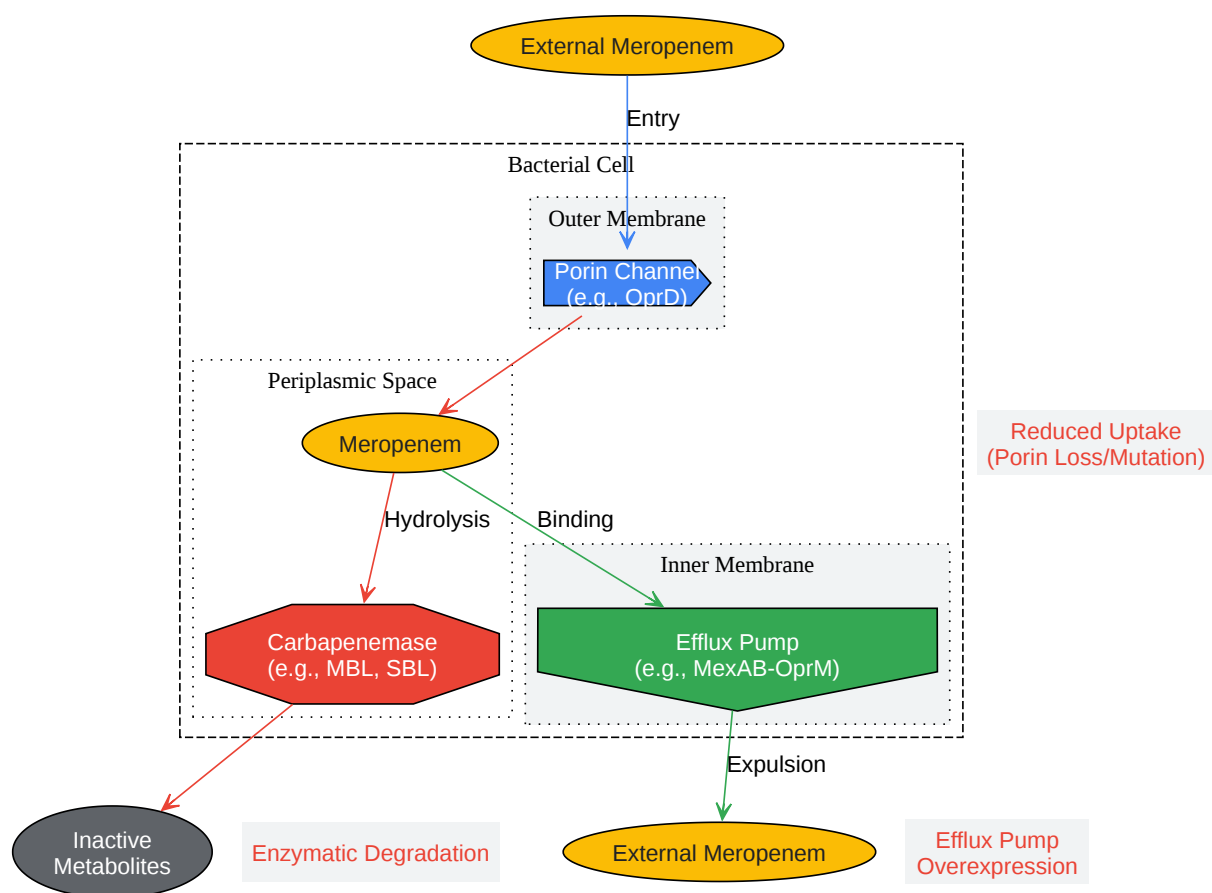 External Meropenem
Entry
Bacterial Cell
Outer Membrane
Porin Channel
(e.g., OprD)
Periplasmic Space
Meropenem
Reduced Uptake
(Porin Loss/Mutation)
Hydrolysis
Binding
Inner Membrane
Carbapenemase
(e.g., MBL, SBL)
Efflux Pump
(e.g., MexAB-OprM)
Expulsion
Inactive
Metabolites
Enzymatic Degradation
External Meropenem
Efflux Pump
Overexpression